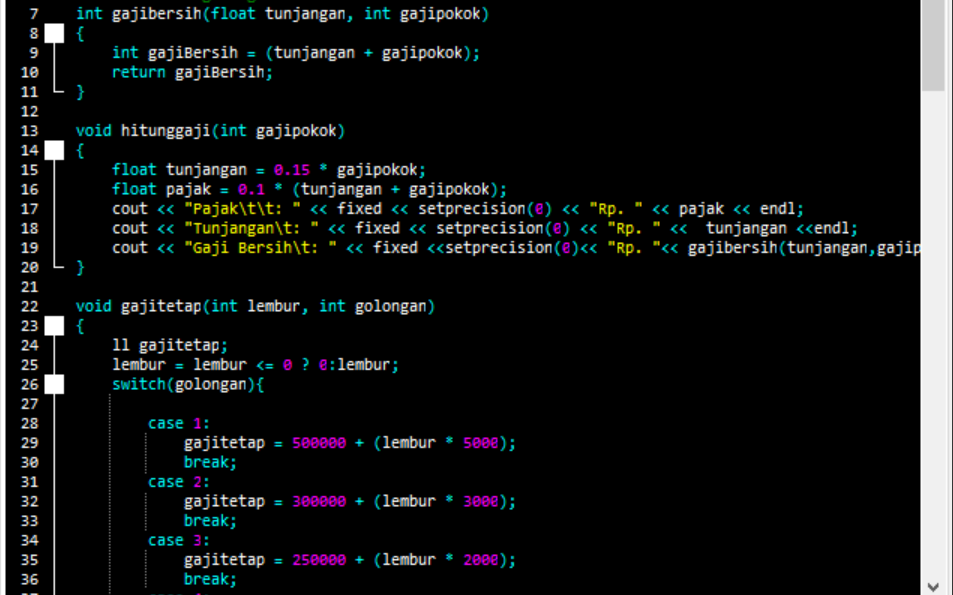 7 int gajibersih(float tunjangan, int gajipokok)
8 {
9 int gajiBersih = (tunjangan + gajipokok);
10 return gajiBersih;
11 }
12
13 void hitunggaji(int gajipokok)
14 {
15 float tunjangan = 0.15 * gajipokok;
16 float pajak = 0.1 * (tunjangan + gajipokok);
17 cout << "Pajak\t\t: " << fixed << setprecision(0) << "Rp. " << pajak << endl;
18 cout << "Tunjangan\t: " << fixed << setprecision(0) << "Rp. " << tunjangan <<endl;
19 cout << "Gaji Bersih\t: " << fixed <<setprecision(0)<< "Rp. "<< gajibersih(tunjangan,gajip
20 }
21
22 void gajitetap(int lembur, int golongan)
23 {
24 ll gajitetap;
25 lembur = lembur <= 0 ? 0:lembur;
26 switch(golongan){
27
28 case 1:
29 gajitetap = 500000 + (lembur * 5000);
30 break;
31 case 2:
32 gajitetap = 300000 + (lembur * 3000);
33 break;
34 case 3:
35 gajitetap = 250000 + (lembur * 2000);
36 break;